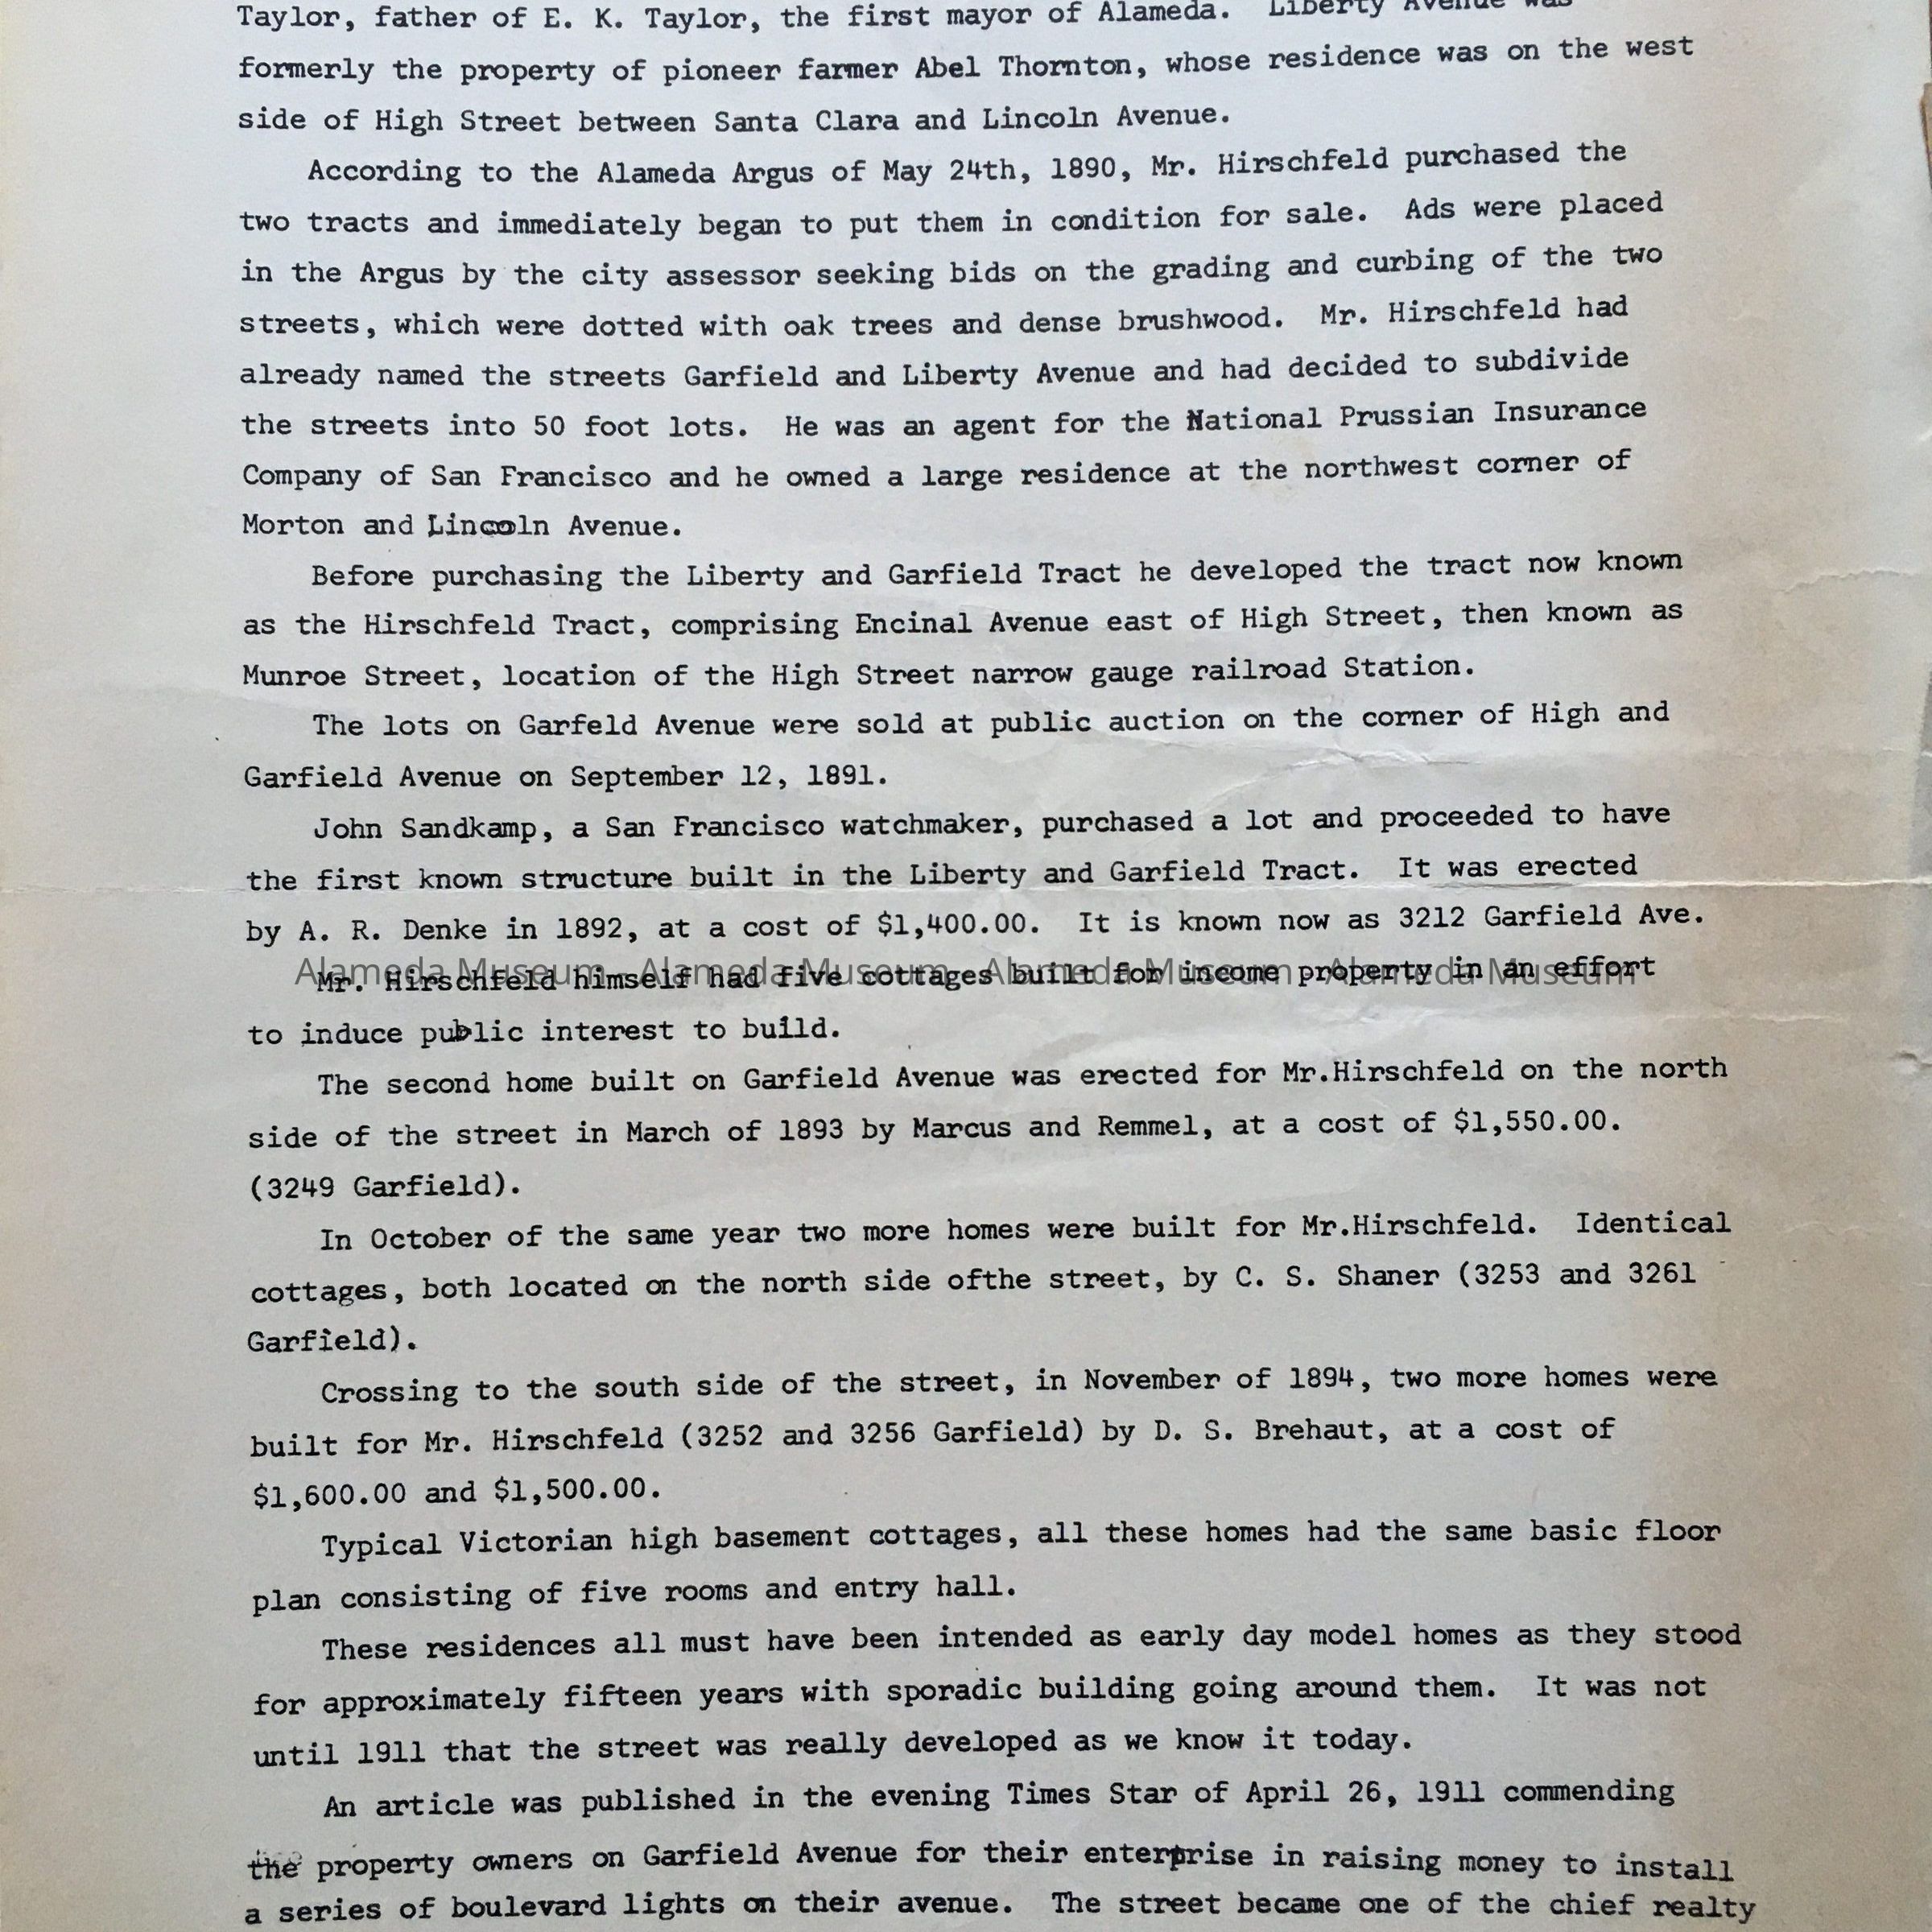 Taylor, father of E. K. Taylor, the first mayor of Alameda.  Liberty Avenue was
formerly the property of pioneer farmer Abel Thornton, whose residence was on the west
side of High Street between Santa Clara and Lincoln Avenue.
According to the Alameda Argus of May 24th, 1890, Mr. Hirschfeld purchased the
two tracts and immediately began to put them in condition for sale.  Ads were placed
in the Argus by the city assessor seeking bids on the grading and curbing of the two
streets, which were dotted with oak trees and dense brushwood.  Mr. Hirschfeld had
already named the streets Garfield and Liberty Avenue and had decided to subdivide
the streets into 50 foot lots.  He was an agent for the National Prussian Insurance
Company of San Francisco and he owned a large residence at the northwest corner of
Morton and Lincoln Avenue.
Before purchasing the Liberty and Garfield Tract he developed the tract now known
as the Hirschfeld Tract, comprising Encinal Avenue east of High Street, then known as
Munroe Street, location of the High Street narrow gauge railroad Station.
The lots on Garfeld Avenue were sold at public auction on the corner of High and
Garfield Avenue on September 12, 1891.
John Sandkamp, a San Francisco watchmaker, purchased a lot and proceeded to have
the first known structure built in the Liberty and Garfield Tract.  It was erected
by A. R. Denke in 1892, at a cost of $1,400.00.  It is known now as 3212 Garfield Ave.
Alameda Museum - Alameda Museum - Alameda Museum - Alameda Museum
Mr. Hirschfeld himself had five cottages built for income property in an effort
to induce public interest to build.
The second home built on Garfield Avenue was erected for Mr.Hirschfeld on the north
side of the street in March of 1893 by Marcus and Remmel, at a cost of $1,550.00.
(3249 Garfield).
In October of the same year two more homes were built for Mr.Hirschfeld.  Identical
cottages, both located on the north side ofthe street, by C. S. Shaner (3253 and 3261
Garfield).
Crossing to the south side of the street, in November of 1894, two more homes were
built for Mr. Hirschfeld (3252 and 3256 Garfield) by D. S. Brehaut, at a cost of
$1,600.00 and $1,500.00.
Typical Victorian high basement cottages, all these homes had the same basic floor
plan consisting of five rooms and entry hall.
These residences all must have been intended as early day model homes as they stood
for approximately fifteen years with sporadic building going around them.  It was not
until 1911 that the street was really developed as we know it today.
An article was published in the evening Times Star of April 26, 1911 commending
the property owners on Garfield Avenue for their enterprise in raising money to install
a series of boulevard lights on their avenue.  The street became one of the chief realty